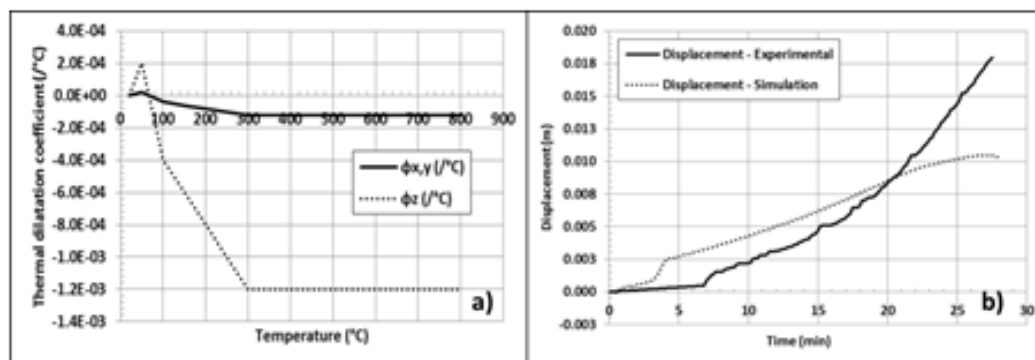 4.0E-04
2.0E-04
0.0E+00
-2.0E-04
-4.0E-04
-6.0E-04
-8.0E-04
-1.0E-03
-1.2E-03
-1.4E-03
0 100 200 300 400 500 600 700 800 900
Thermal dilatation coefficient (/°C)
Temperature (°C)
ϕx,y (/°C)
ϕz (/°C)
a)
0.020
0.018
0.015
0.013
0.010
0.008
0.005
0.003
0.000
-0.003
0 5 10 15 20 25 30
Displacement (m)
Time (min)
Displacement - Experimental
Displacement - Simulation
b)